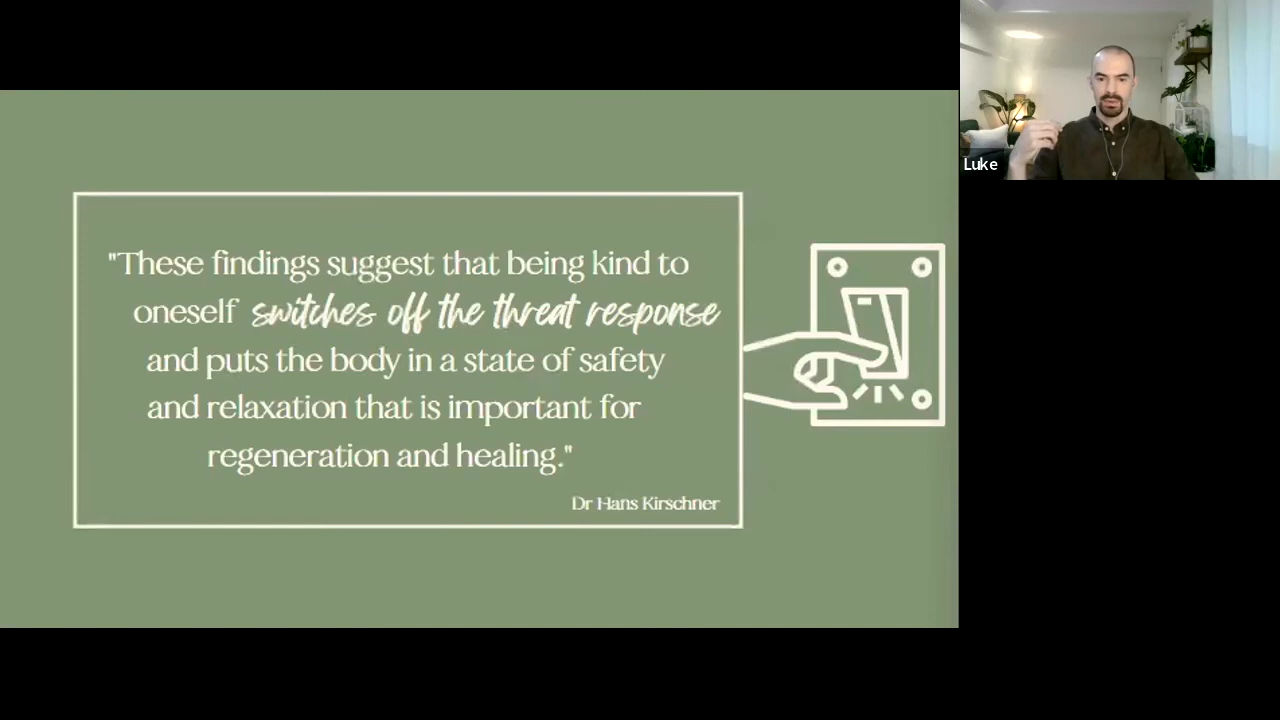 "These findings suggest that being kind to
oneself switches off the threat response
and puts the body in a state of safety
and relaxation that is important for
regeneration and healing."
Dr Hans Kirschner
Luke